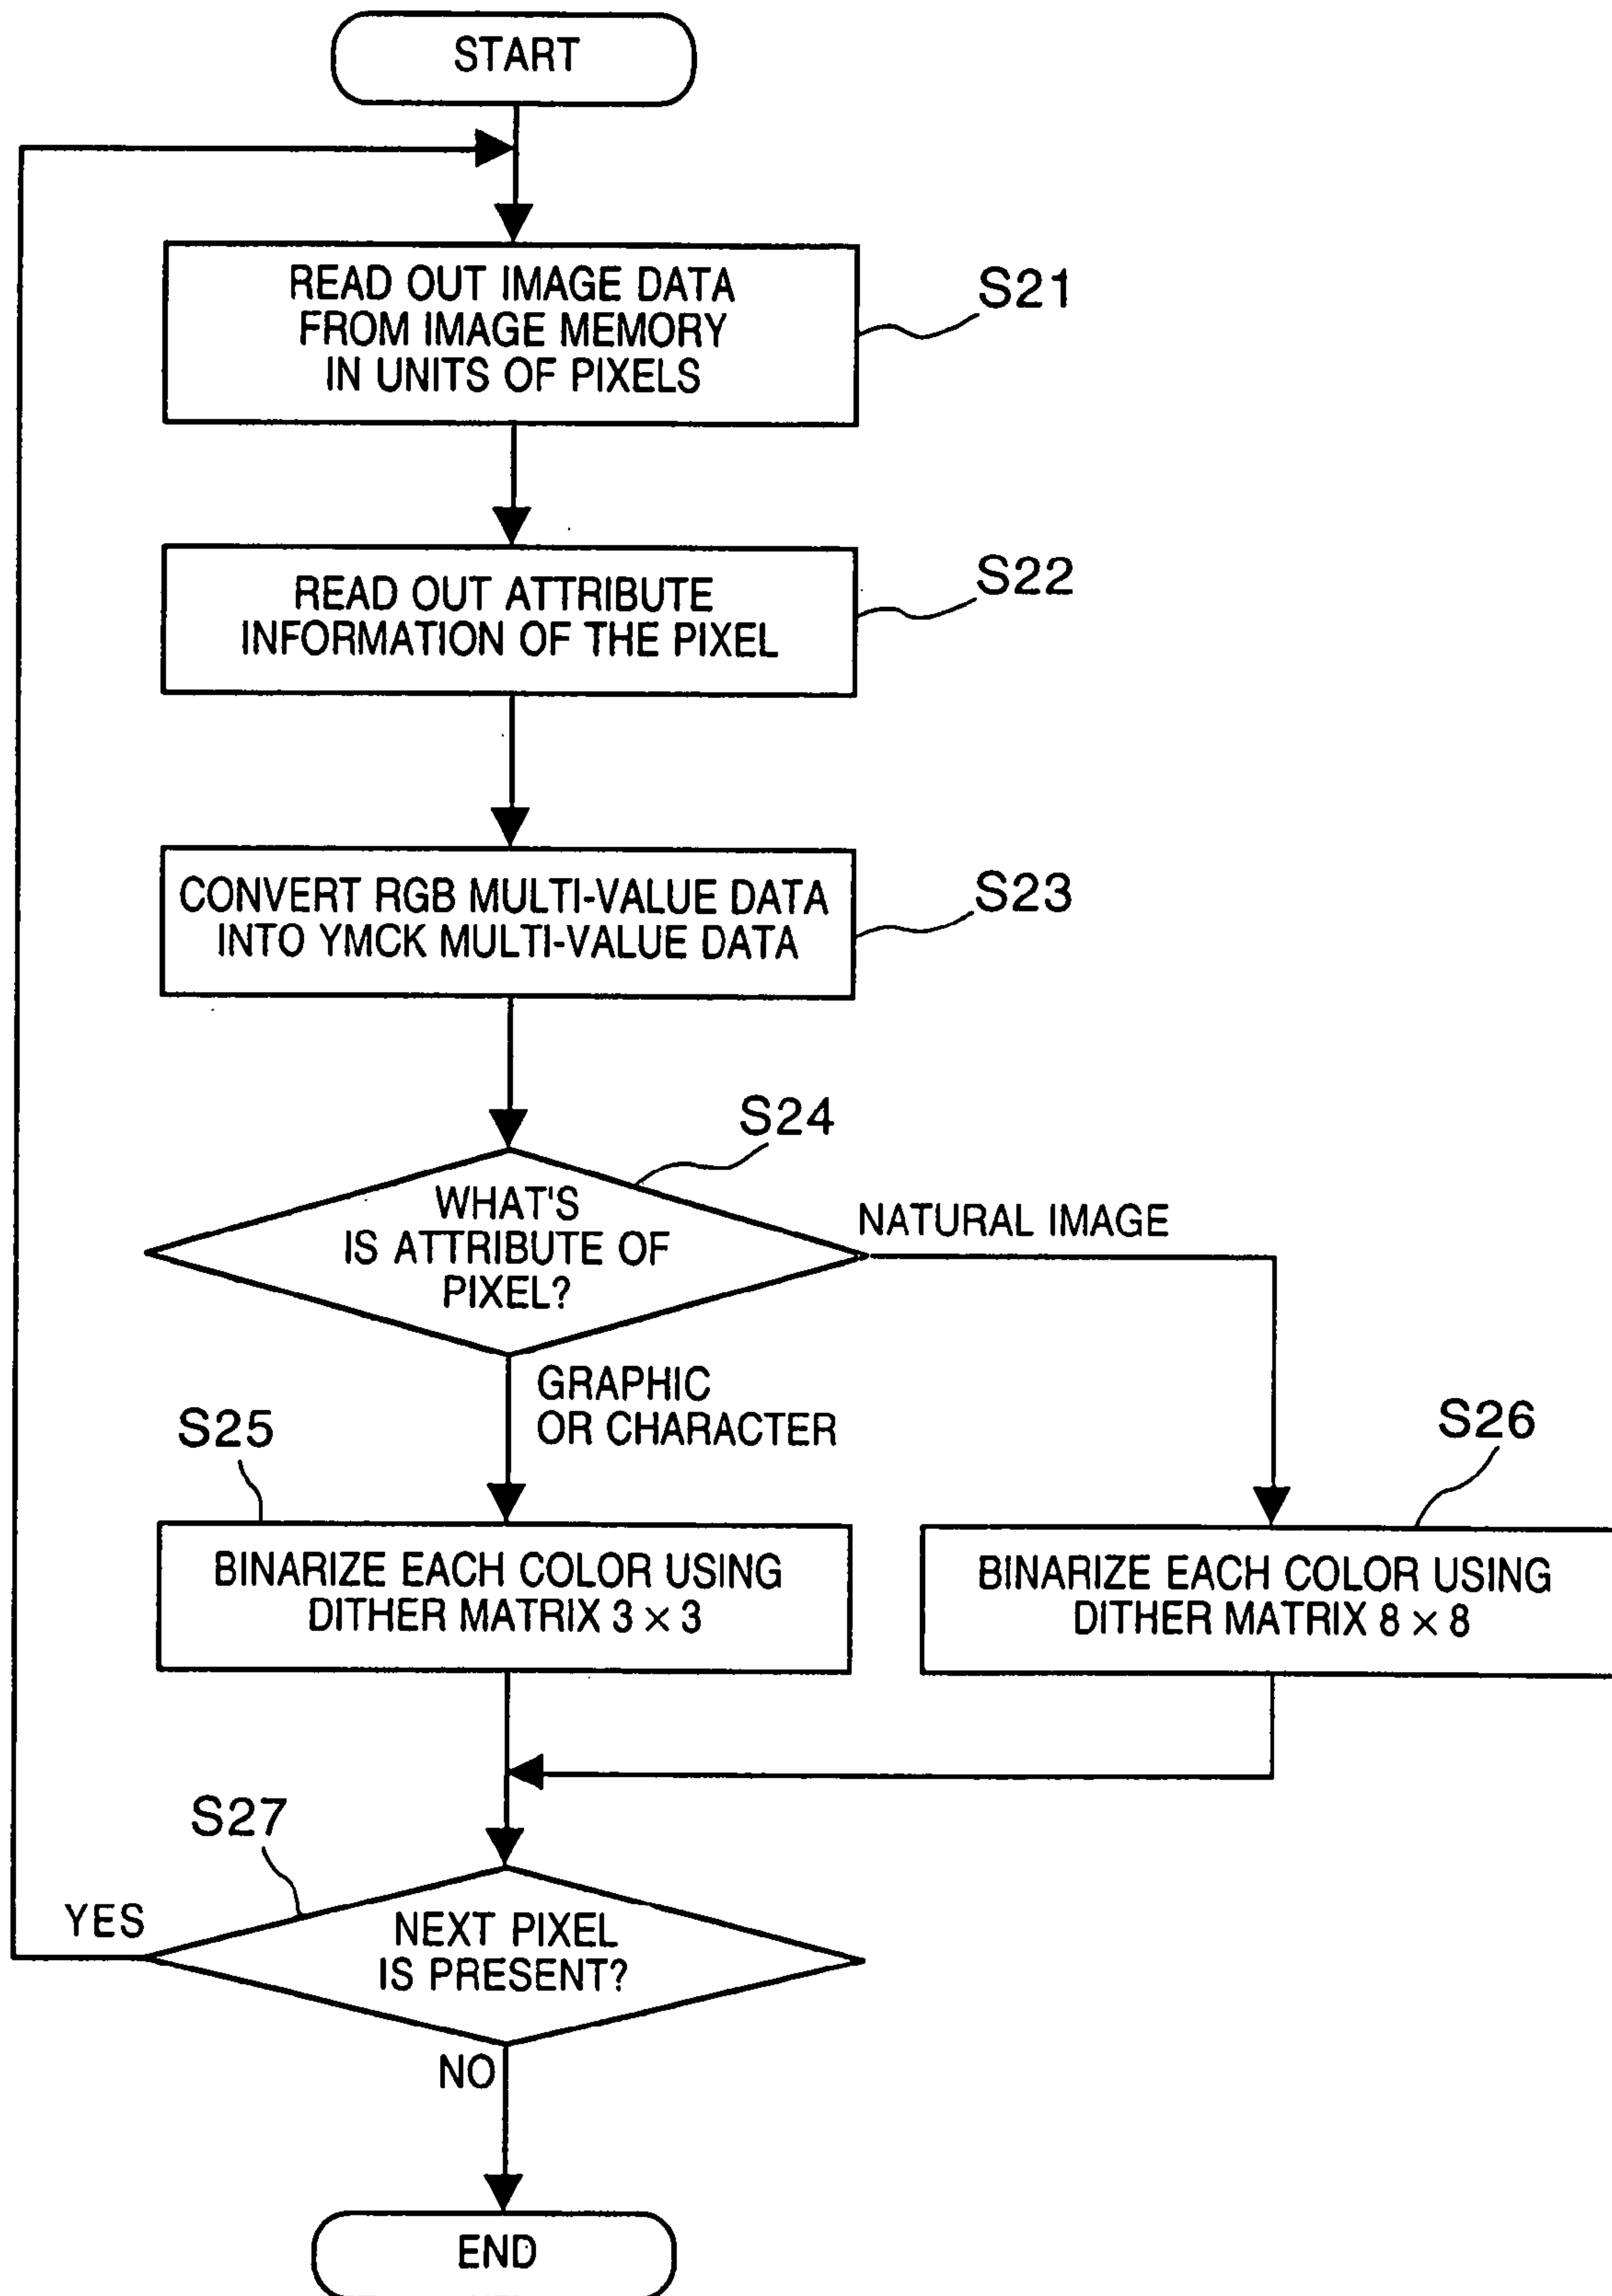 START
READ OUT IMAGE DATA
FROM IMAGE MEMORY
IN UNITS OF PIXELS
S21
READ OUT ATTRIBUTE
INFORMATION OF THE PIXEL
S22
CONVERT RGB MULTI-VALUE DATA
INTO YMCK MULTI-VALUE DATA
S23
S24
WHAT'S
IS ATTRIBUTE OF
PIXEL?
NATURAL IMAGE
GRAPHIC
OR CHARACTER
S25
BINARIZE EACH COLOR USING
DITHER MATRIX 3 × 3
S26
BINARIZE EACH COLOR USING
DITHER MATRIX 8 × 8
S27
YES
NEXT PIXEL
IS PRESENT?
NO
END